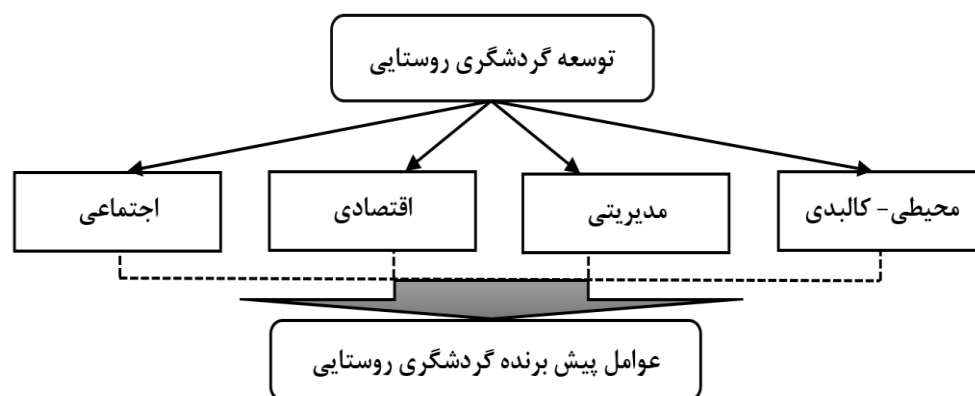 توسعه گردشگری روستایی
محیطی- کالبدی
مدیریتی
اقتصادی
اجتماعی
عوامل پیش برنده گردشگری روستایی